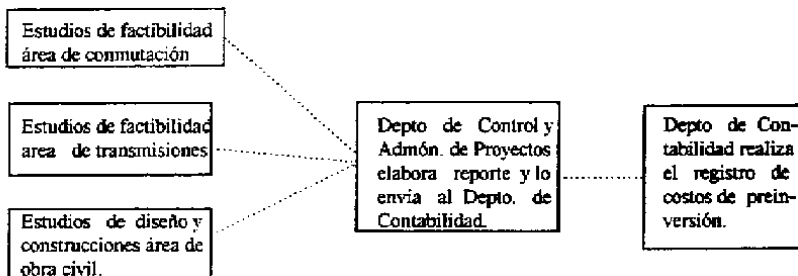 Estudios de factibilidad
área de conmutación
Estudios de factibilidad
area de transmisiones
Estudios de diseño y
construcciones área de
obra civil.
Depto de Control y
Admón. de Proyectos
elabora reporte y lo
envía al Depto. de
Contabilidad.
Depto de Con-
tabilidad realiza
el registro de
costos de prein-
versión.